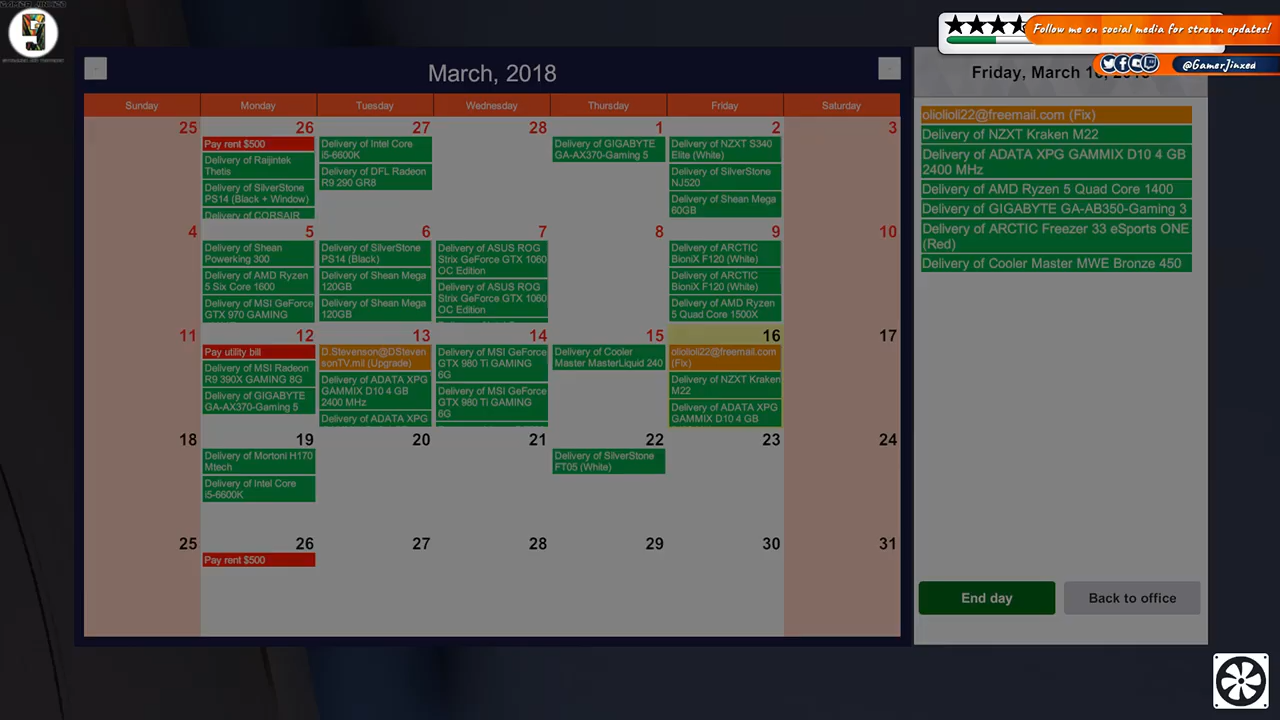 Follow me on social media for stream updates!
@GamerJinxed
March, 2018
Sunday
Monday
Tuesday
Wednesday
Thursday
Friday
Saturday
25
26
Pay rent $500
Delivery of Raijintek
Thetis
Delivery of SilverStone
PS14 (Black + Window)
Delivery of CORSAIR
27
Delivery of Intel Core
i5-6600K
Delivery of DFL Radeon
R9 290 GR8
28
1
Delivery of GIGABYTE
GA-AX370-Gaming 5
2
Delivery of NZXT S340
Elite (White)
Delivery of SilverStone
NJ520
Delivery of Shean Mega
60GB
3
4
5
Delivery of Shean
Powerking 300
Delivery of AMD Ryzen
5 Six Core 1600
Delivery of MSI GeForce
GTX 970 GAMING
6
Delivery of SilverStone
PS14 (Black)
Delivery of Shean Mega
120GB
Delivery of Shean Mega
120GB
7
Delivery of ASUS ROG
Strix GeForce GTX 1060
OC Edition
Delivery of ASUS ROG
Strix GeForce GTX 1060
OC Edition
8
9
Delivery of ARCTIC
BioniX F120 (White)
Delivery of ARCTIC
BioniX F120 (White)
Delivery of AMD Ryzen
5 Quad Core 1500X
10
11
12
Pay utility bill
Delivery of MSI Radeon
R9 390X GAMING 8G
Delivery of GIGABYTE
GA-AX370-Gaming 5
13
D.Stevenson@DSteven
sonTV.mil (Upgrade)
Delivery of ADATA XPG
GAMMIX D10 4 GB
2400 MHz
Delivery of ADATA XPG
14
Delivery of MSI GeForce
GTX 980 Ti GAMING
6G
Delivery of MSI GeForce
GTX 980 Ti GAMING
6G
15
Delivery of Cooler
Master MasterLiquid 240
16
oliolioli22@freemail.com
(Fix)
Delivery of NZXT Kraken
M22
Delivery of ADATA XPG
GAMMIX D10 4 GB
17
18
19
Delivery of Mortoni H170
Mtech
Delivery of Intel Core
i5-6600K
20
21
22
Delivery of SilverStone
FT05 (White)
23
24
25
26
Pay rent $500
27
28
29
30
31
Friday, March 16, 2018
oliolioli22@freemail.com (Fix)
Delivery of NZXT Kraken M22
Delivery of ADATA XPG GAMMIX D10 4 GB
2400 MHz
Delivery of AMD Ryzen 5 Quad Core 1400
Delivery of GIGABYTE GA-AB350-Gaming 3
Delivery of ARCTIC Freezer 33 eSports ONE
(Red)
Delivery of Cooler Master MWE Bronze 450
End day
Back to office